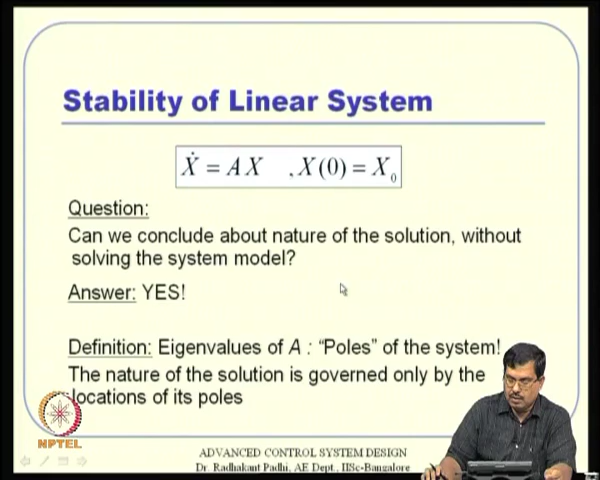 Stability of Linear System
Ẋ = A X , X(0) = X₀
Question:
Can we conclude about nature of the solution, without
solving the system model?
Answer: YES!
Definition: Eigenvalues of A : “Poles” of the system!
The nature of the solution is governed only by the
locations of its poles
NPTEL
ADVANCED CONTROL SYSTEM DESIGN
Dr. Radhakant Padhi, AE Dept., IISc-Bangalore